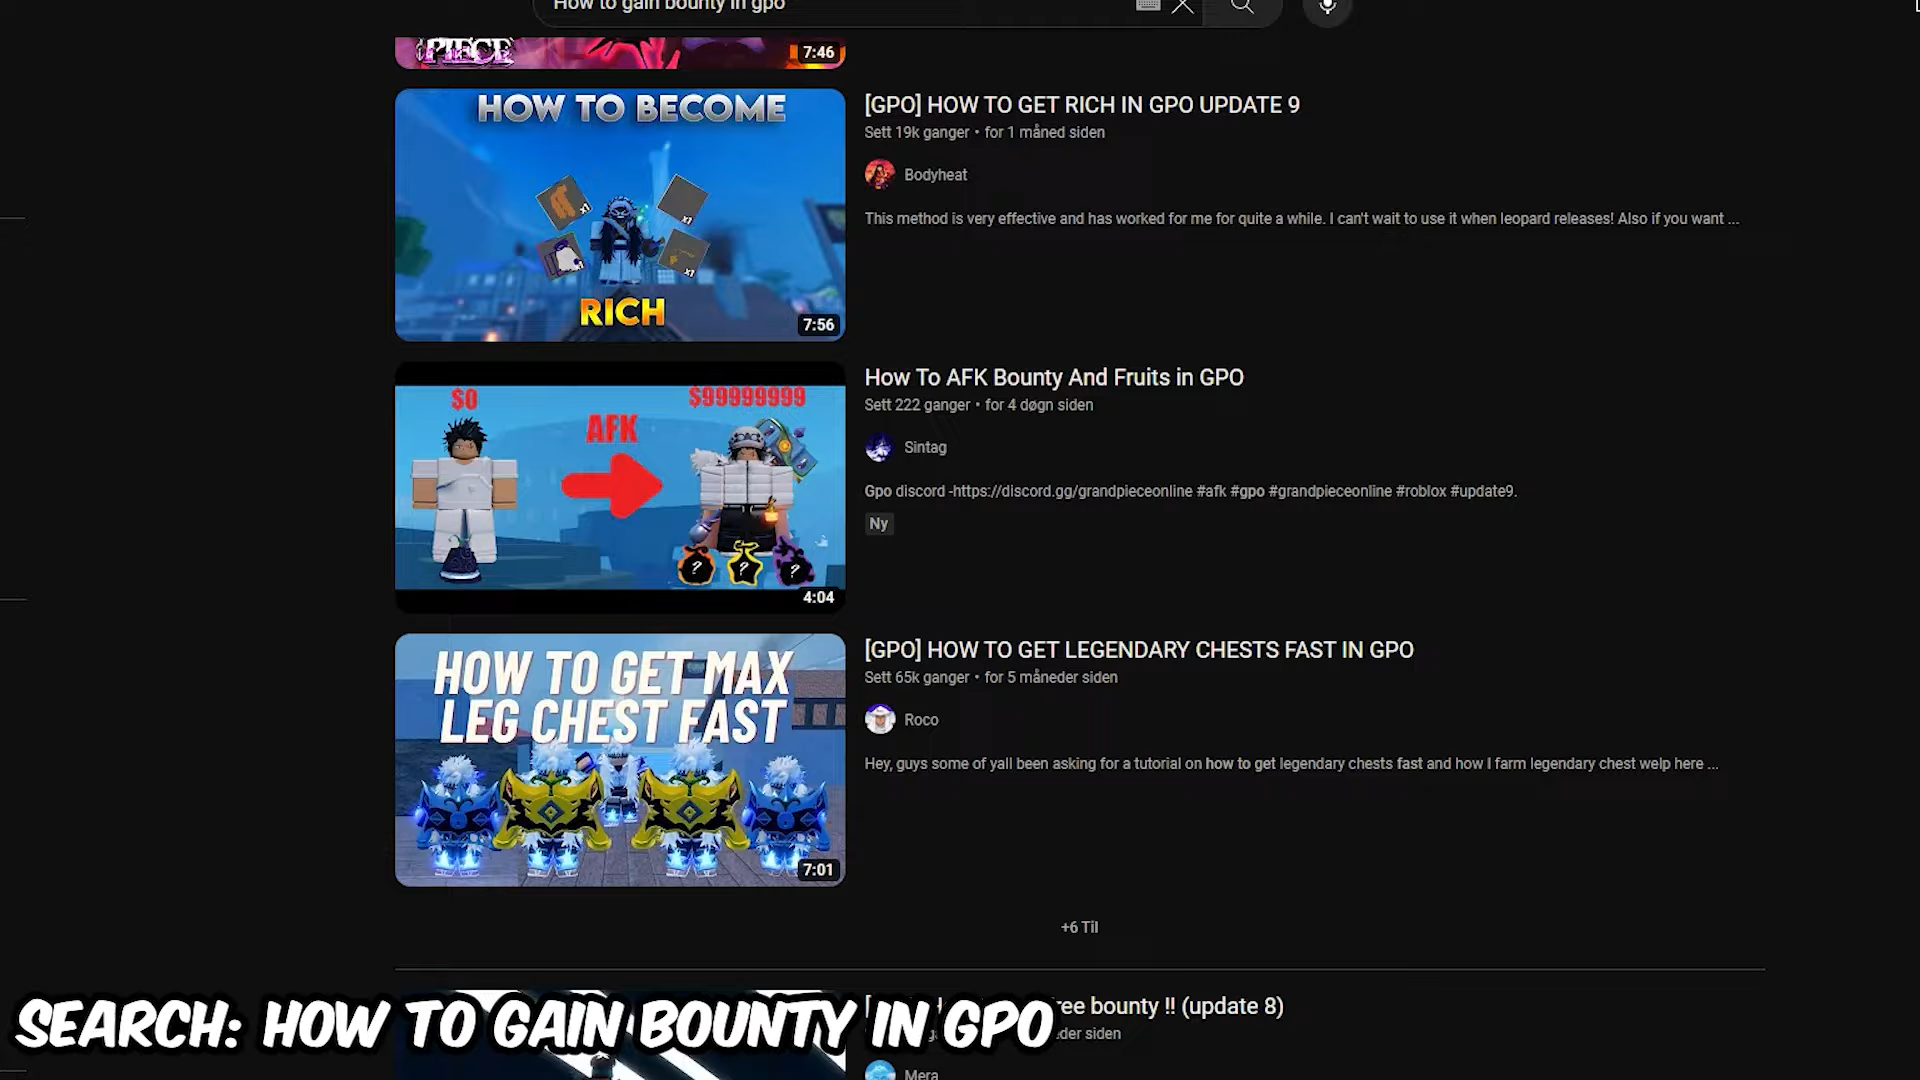 How to gain bounty in gpo
PIECE
7:46
HOW TO BECOME
x1
x1
x1
RICH
7:56
[GPO] HOW TO GET RICH IN GPO UPDATE 9
Sett 19k ganger • for 1 måned siden
Bodyheat
This method is very effective and has worked for me for quite a while. I can't wait to use it when leopard releases! Also if you want ...
$0
AFK
$99999999
? ? ?
4:04
How To AFK Bounty And Fruits in GPO
Sett 222 ganger • for 4 døgn siden
Sintag
Gpo discord -https://discord.gg/grandpieceonline #afk #gpo #grandpieceonline #roblox #update9.
Ny
HOW TO GET MAX
LEG CHEST FAST
7:01
[GPO] HOW TO GET LEGENDARY CHESTS FAST IN GPO
Sett 65k ganger • for 5 måneder siden
Roco
Hey, guys some of yall been asking for a tutorial on how to get legendary chests fast and how I farm legendary chest welp here ...
+6 Til
bounty !! (update 8)
siden
Mera
SEARCH: HOW TO GAIN BOUNTY IN GPO